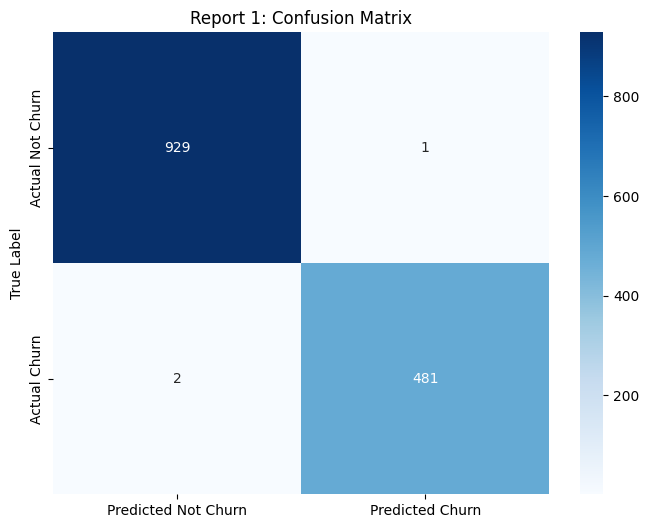 Report 1: Confusion Matrix
True Label
Actual Not Churn
929
1
Actual Churn
2
481
Predicted Not Churn
Predicted Churn
800
600
400
200